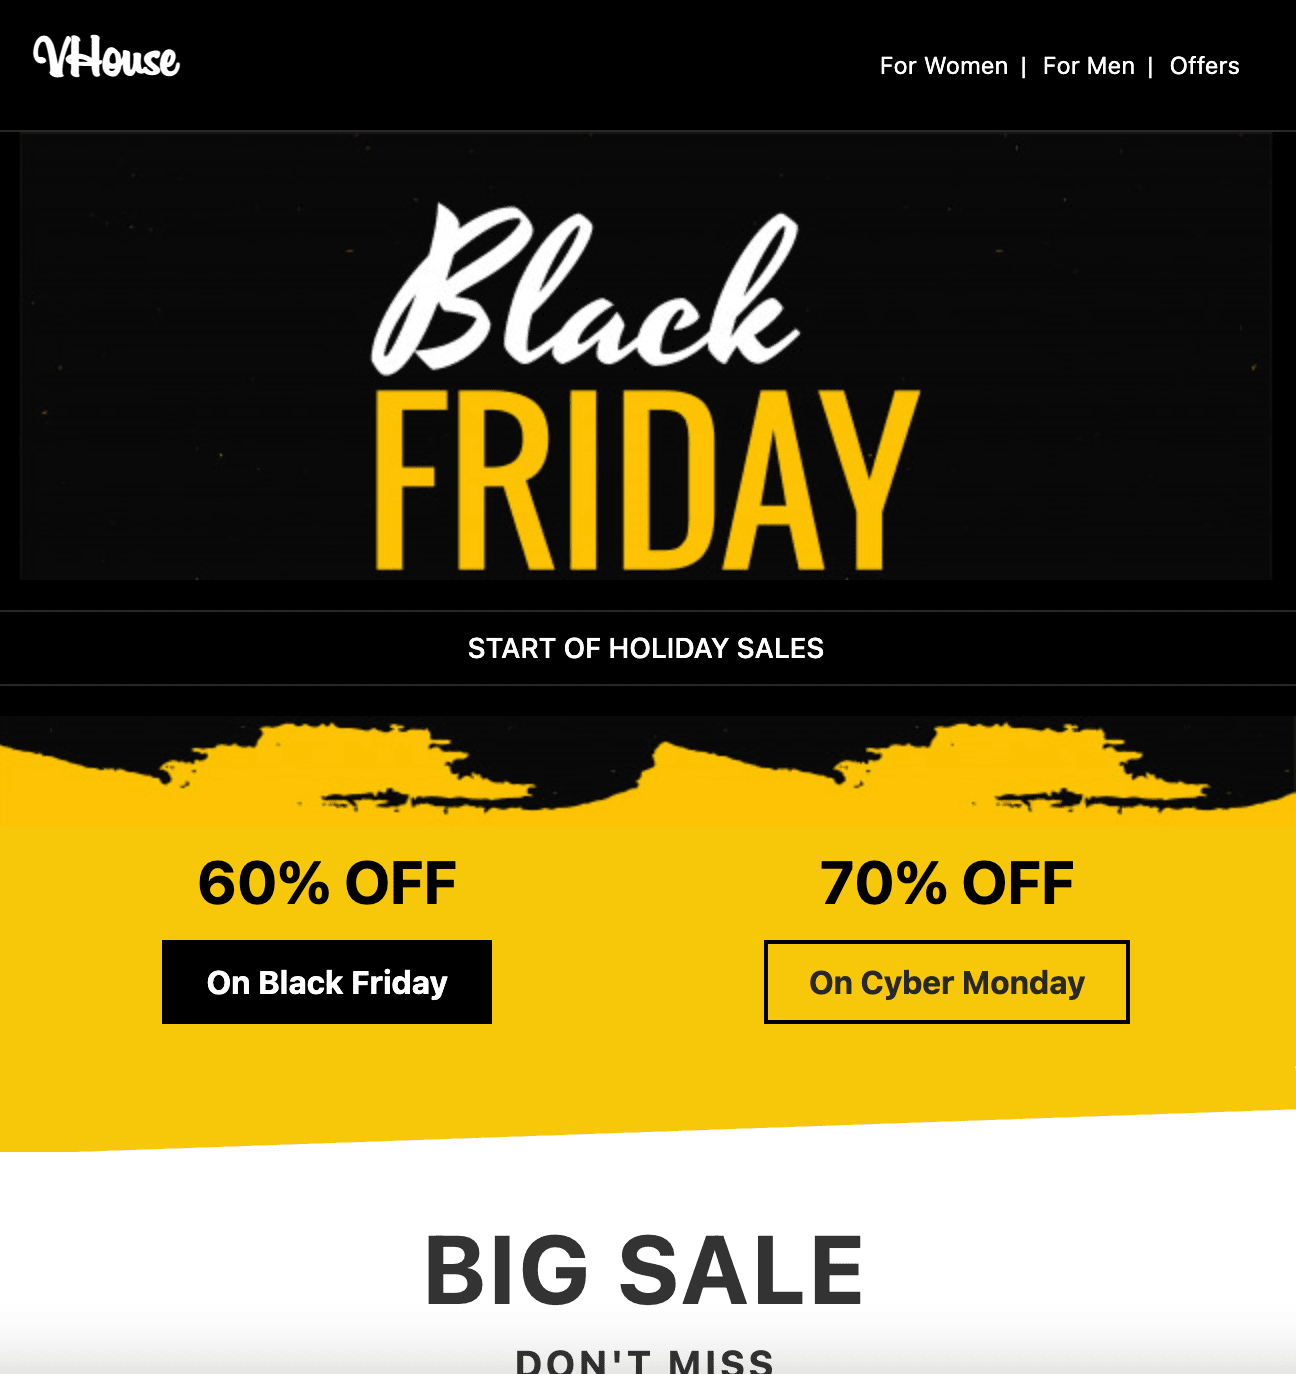 VHouse
For Women | For Men | Offers
Black
FRIDAY
START OF HOLIDAY SALES
60% OFF
70% OFF
On Black Friday
On Cyber Monday
BIG SALE
DON'T MISS